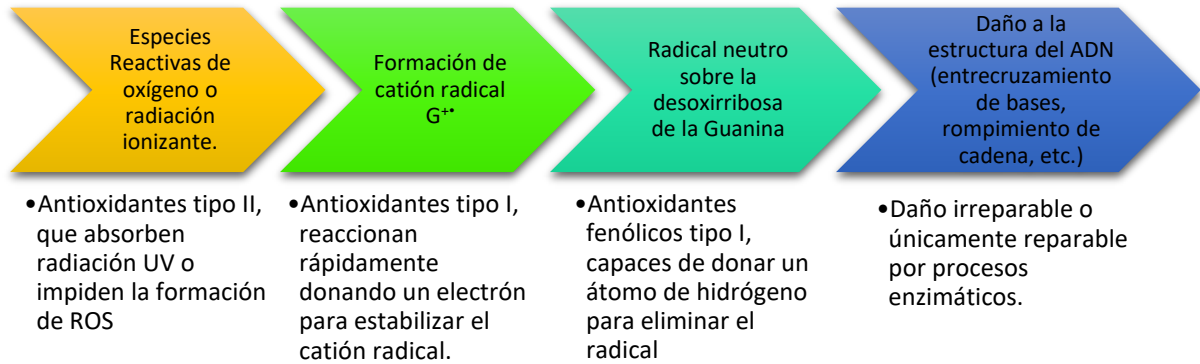 Especies
Reactivas de
oxígeno o
radiación
ionizante.
Formación de
catión radical
G⁺•
Radical neutro
sobre la
desoxirribosa
de la Guanina
Daño a la
estructura del ADN
(entrecruzamiento
de bases,
rompimiento de
cadena, etc.)
•Antioxidantes tipo II,
que absorben
radiación UV o
impiden la formación
de ROS
•Antioxidantes tipo I,
reaccionan
rápidamente
donando un electrón
para estabilizar el
catión radical.
•Antioxidantes
fenólicos tipo I,
capaces de donar un
átomo de hidrógeno
para eliminar el
radical
•Daño irreparable o
únicamente reparable
por procesos
enzimáticos.